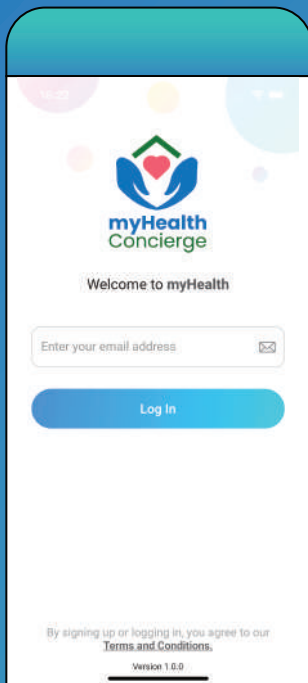 myHealth
Concierge
Welcome to myHealth
Enter your email address
Log In
By signing up or logging in, you agree to our
Terms and Conditions.
Version 1.0.0